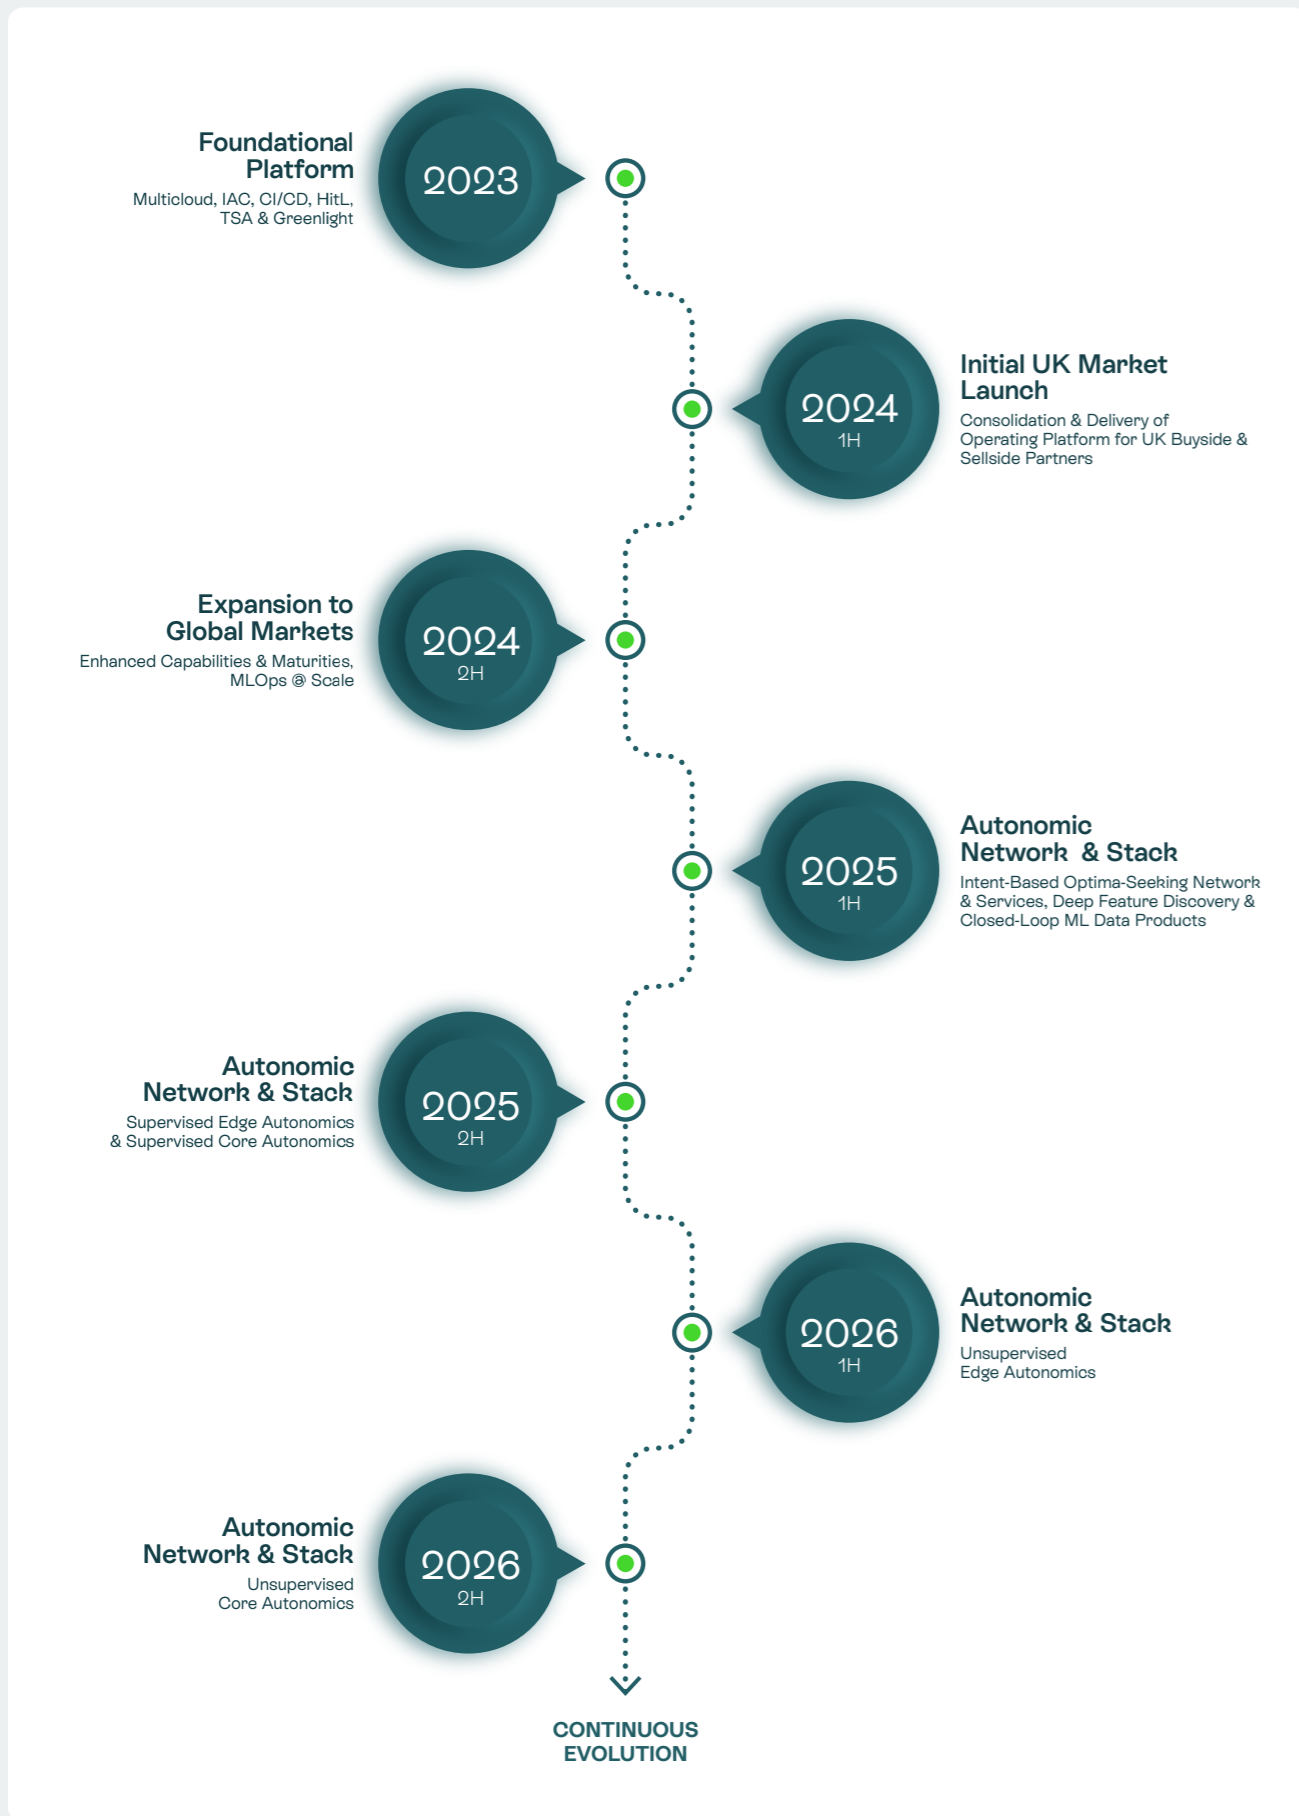 Foundational
Platform
Multicloud, IAC, CI/CD, HitL,
TSA & Greenlight
2023
2024
1H
Initial UK Market
Launch
Consolidation & Delivery of
Operating Platform for UK Buyside &
Sellside Partners
Expansion to
Global Markets
Enhanced Capabilities & Maturities,
MLOps @ Scale
2024
2H
2025
1H
Autonomic
Network & Stack
Intent-Based Optima-Seeking Network
& Services, Deep Feature Discovery &
Closed-Loop ML Data Products
Autonomic
Network & Stack
Supervised Edge Autonomics
& Supervised Core Autonomics
2025
2H
2026
1H
Autonomic
Network & Stack
Unsupervised
Edge Autonomics
Autonomic
Network & Stack
Unsupervised
Core Autonomics
2026
2H
CONTINUOUS
EVOLUTION